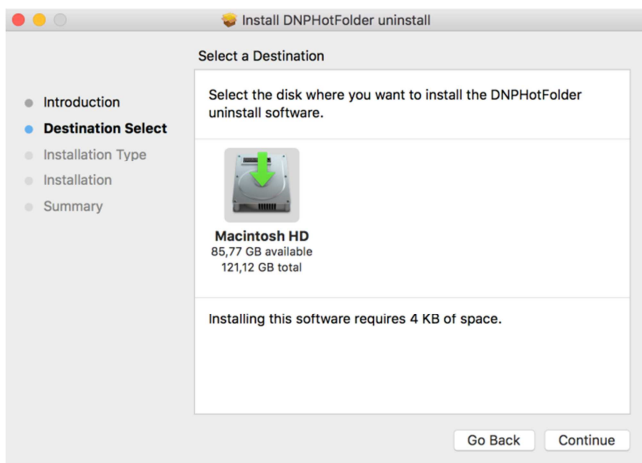 Install DNPHotFolder uninstall
Select a Destination
Introduction
Destination Select
Installation Type
Installation
Summary
Select the disk where you want to install the DNPHotFolder
uninstall software.
Macintosh HD
85,77 GB available
121,12 GB total
Installing this software requires 4 KB of space.
Go Back
Continue